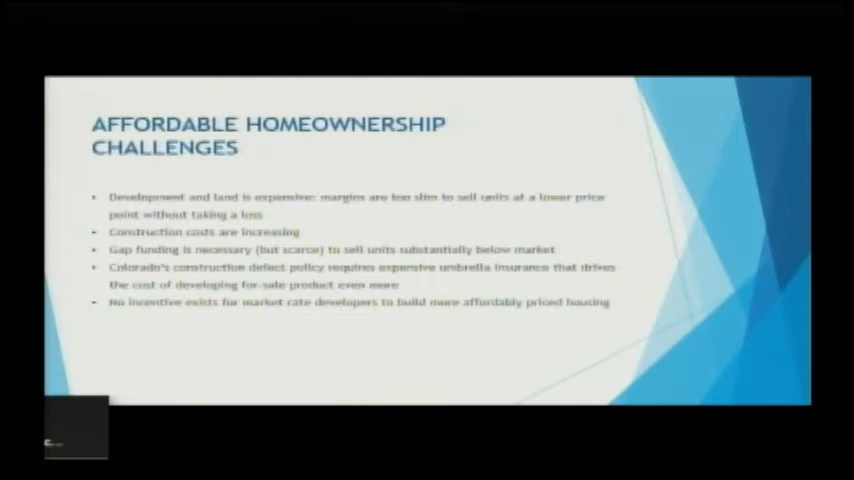 AFFORDABLE HOMEOWNERSHIP
CHALLENGES
• Development and land is expensive: margins are too slim to sell units at a lower price
point without taking a loss
• Construction costs are increasing
• Gap funding is necessary (but scarce) to sell units substantially below market
• Colorado's construction defect policy requires expensive umbrella insurance that drives
the cost of developing for-sale product even more
• No incentive exists for market rate developers to build more affordably priced housing